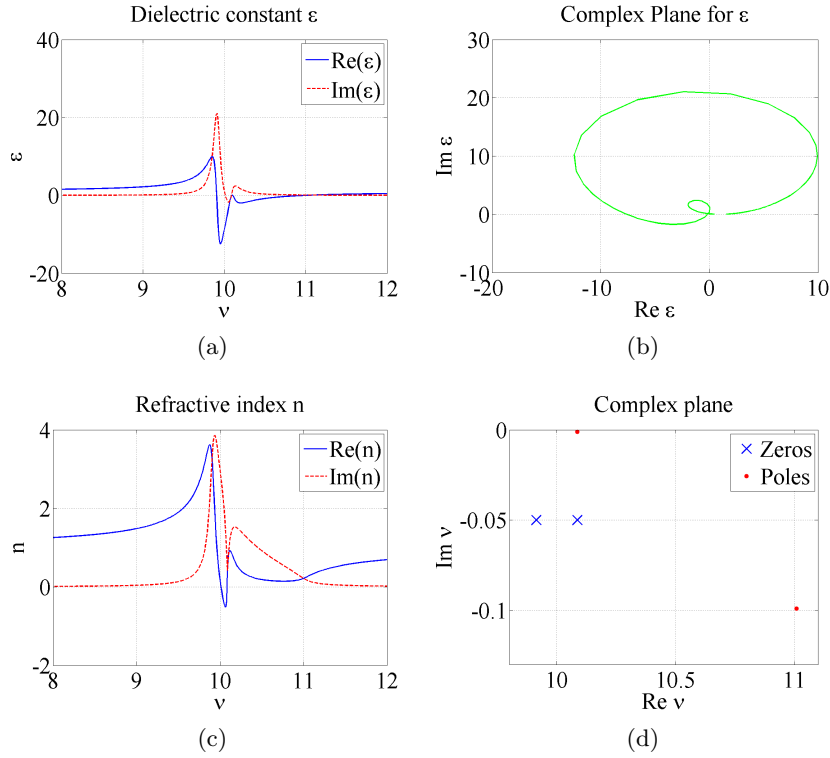 Dielectric constant ε
40
20
0
-20
ε
8
9
10
11
12
ν
Re(ε)
Im(ε)
(a)
Complex Plane for ε
30
20
10
0
-10
Im ε
-20
-10
0
10
Re ε
(b)
Refractive index n
4
2
0
-2
n
8
9
10
11
12
ν
Re(n)
Im(n)
(c)
Complex plane
0
-0.05
-0.1
Im ν
10
10.5
11
Re ν
Zeros
Poles
(d)